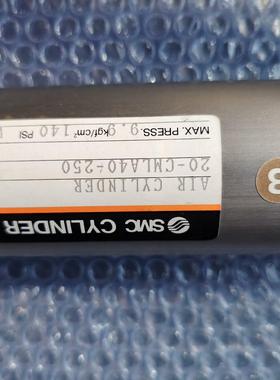 SMC CYLINDER
AIR CYLINDER
20-CMLA40-250
MAX. PRESS. 9.9 kgf/cm² 140 PSI